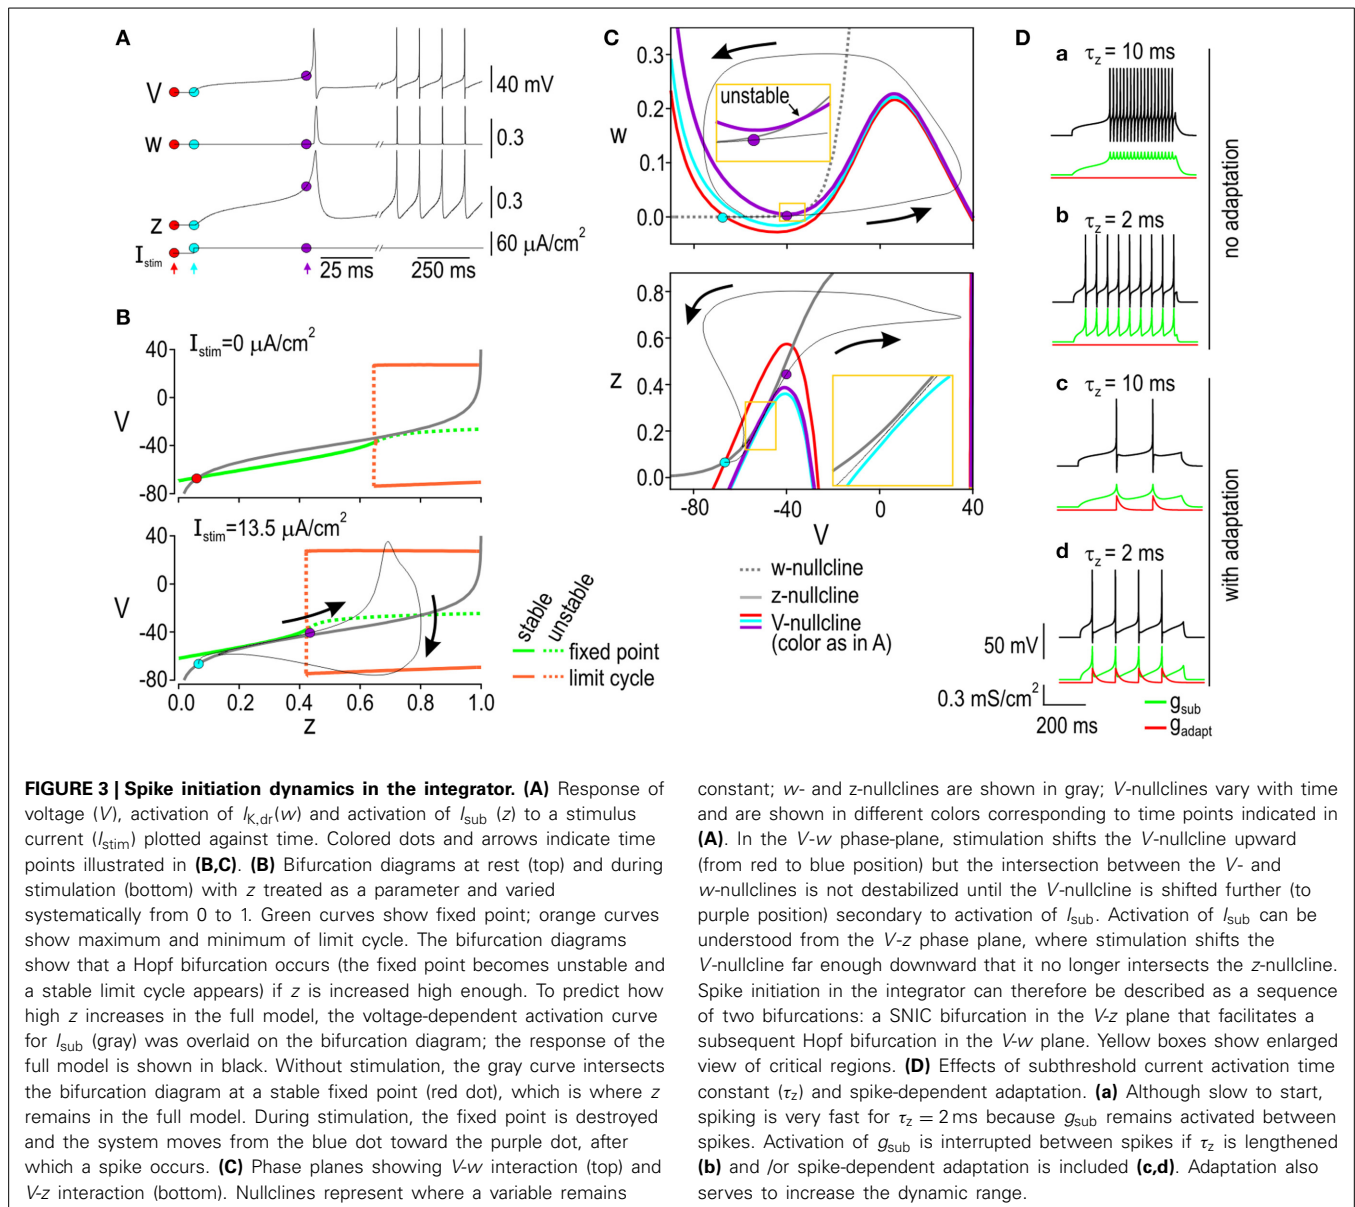 A
V
40 mV
w
0.3
z
0.3
I stim
60 μA/cm²
25 ms
250 ms
B
I stim =0 μA/cm²
40
0
V
-40
-80
I stim =13.5 μA/cm²
40
0
V
-40
-80
0.0 0.2 0.4 0.6 0.8 1.0
z
stable
unstable
fixed point
limit cycle
C
0.3
0.2
w
0.1
0.0
unstable
0.8
0.6
z
0.4
0.2
0.0
-80 -40 0 40
V
w-nullcline
z-nullcline
V-nullcline
(color as in A)
D
a τz = 10 ms
b τz = 2 ms
no adaptation
c τz = 10 ms
d τz = 2 ms
with adaptation
50 mV
0.3 mS/cm²
200 ms
g sub
g adapt
FIGURE 3 | Spike initiation dynamics in the integrator. (A) Response of
voltage (V), activation of I K,dr(w) and activation of I sub (z) to a stimulus
current (I stim) plotted against time. Colored dots and arrows indicate time
points illustrated in (B,C). (B) Bifurcation diagrams at rest (top) and during
stimulation (bottom) with z treated as a parameter and varied
systematically from 0 to 1. Green curves show fixed point; orange curves
show maximum and minimum of limit cycle. The bifurcation diagrams
show that a Hopf bifurcation occurs (the fixed point becomes unstable and
a stable limit cycle appears) if z is increased high enough. To predict how
high z increases in the full model, the voltage-dependent activation curve
for I sub (gray) was overlaid on the bifurcation diagram; the response of the
full model is shown in black. Without stimulation, the gray curve intersects
the bifurcation diagram at a stable fixed point (red dot), which is where z
remains in the full model. During stimulation, the fixed point is destroyed
and the system moves from the blue dot toward the purple dot, after
which a spike occurs. (C) Phase planes showing V-w interaction (top) and
V-z interaction (bottom). Nullclines represent where a variable remains
constant; w- and z-nullclines are shown in gray; V-nullclines vary with time
and are shown in different colors corresponding to time points indicated in
(A). In the V-w phase-plane, stimulation shifts the V-nullcline upward
(from red to blue position) but the intersection between the V- and
w-nullclines is not destabilized until the V-nullcline is shifted further (to
purple position) secondary to activation of I sub. Activation of I sub can be
understood from the V-z phase plane, where stimulation shifts the
V-nullcline far enough downward that it no longer intersects the z-nullcline.
Spike initiation in the integrator can therefore be described as a sequence
of two bifurcations: a SNIC bifurcation in the V-z plane that facilitates a
subsequent Hopf bifurcation in the V-w plane. Yellow boxes show enlarged
view of critical regions. (D) Effects of subthreshold current activation time
constant (τz) and spike-dependent adaptation. (a) Although slow to start,
spiking is very fast for τz = 2 ms because g sub remains activated between
spikes. Activation of g sub is interrupted between spikes if τz is lengthened
(b) and /or spike-dependent adaptation is included (c,d). Adaptation also
serves to increase the dynamic range.